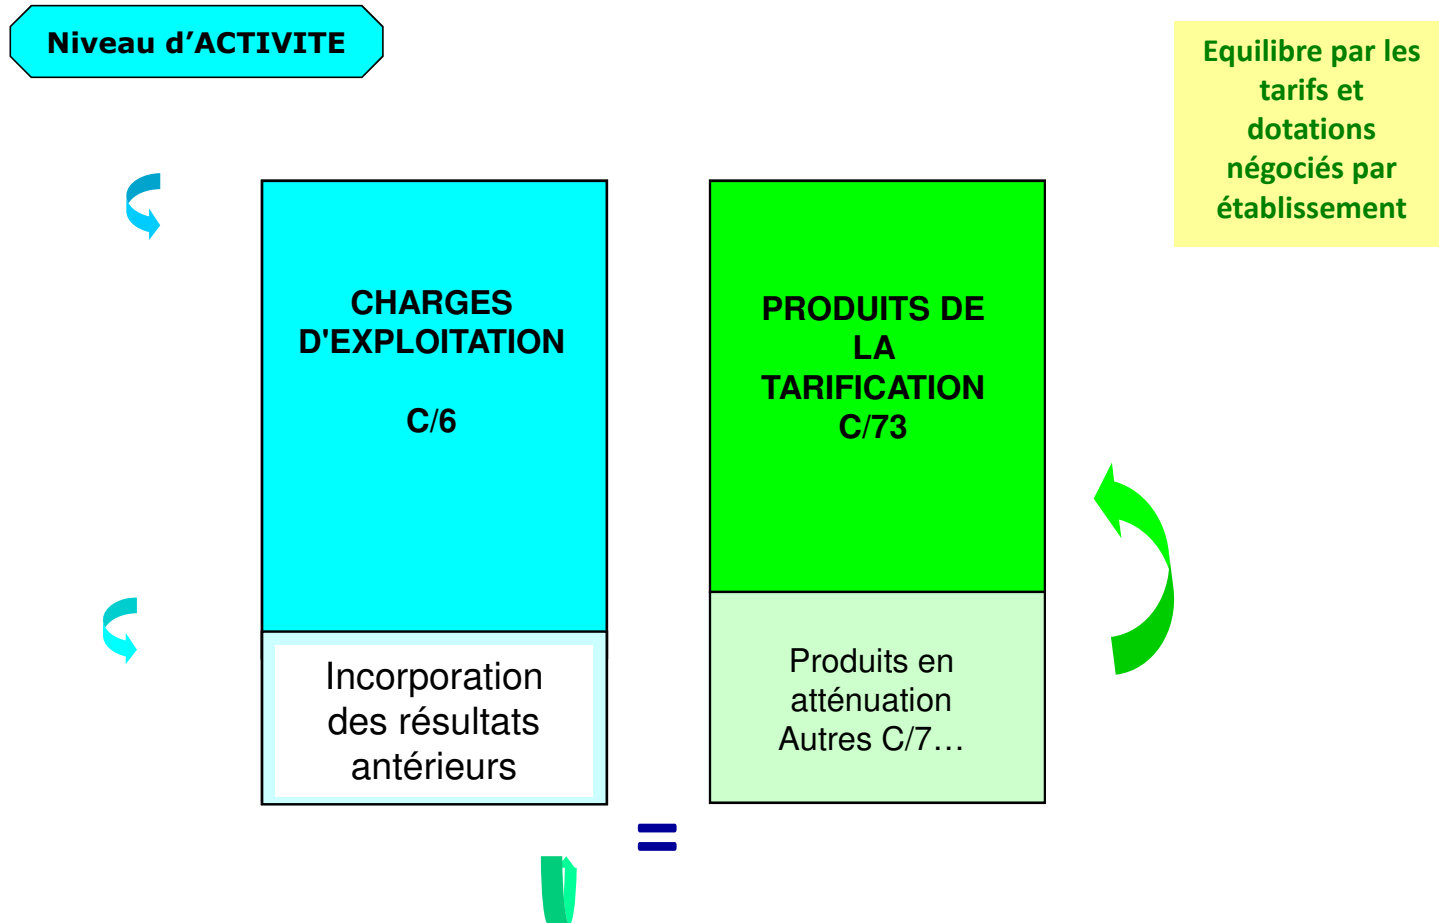 Niveau d’ACTIVITE
Equilibre par les
tarifs et
dotations
négociés par
établissement
CHARGES
D'EXPLOITATION
C/6
PRODUITS DE
LA
TARIFICATION
C/73
Incorporation
des résultats
antérieurs
Produits en
atténuation
Autres C/7…
=